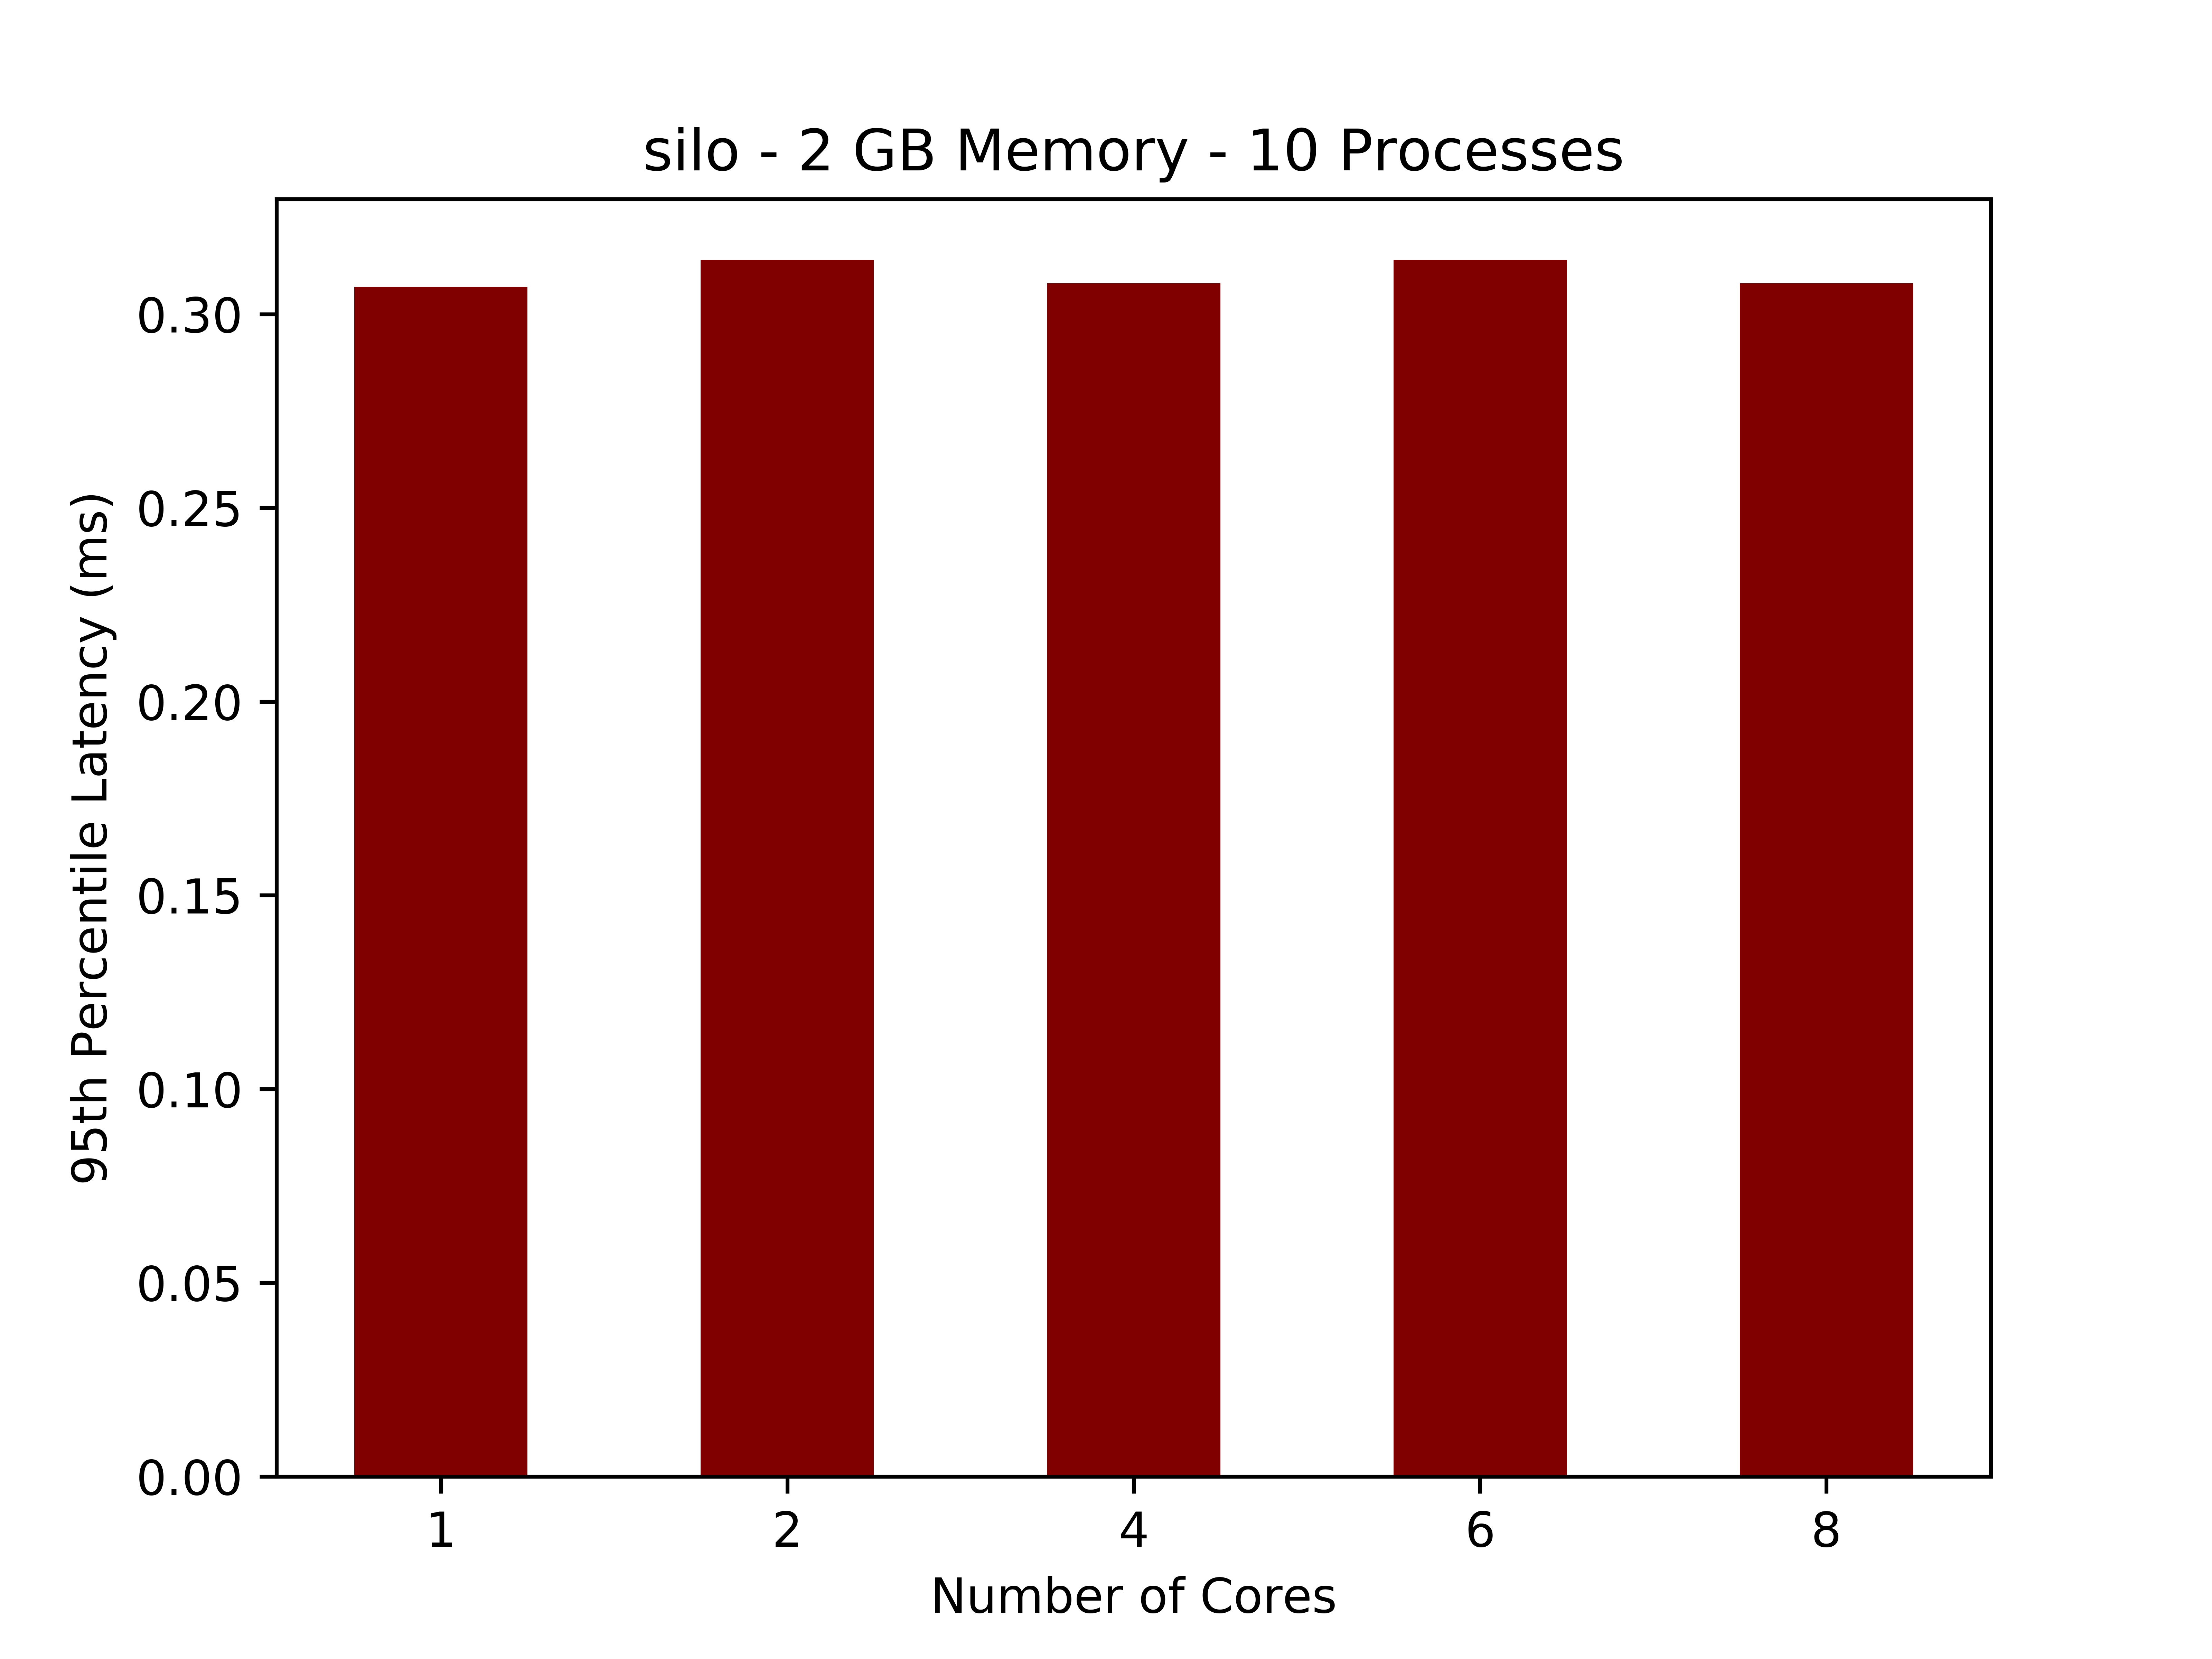 silo - 2 GB Memory - 10 Processes
95th Percentile Latency (ms)
0.30
0.25
0.20
0.15
0.10
0.05
0.00
1 2 4 6 8
Number of Cores